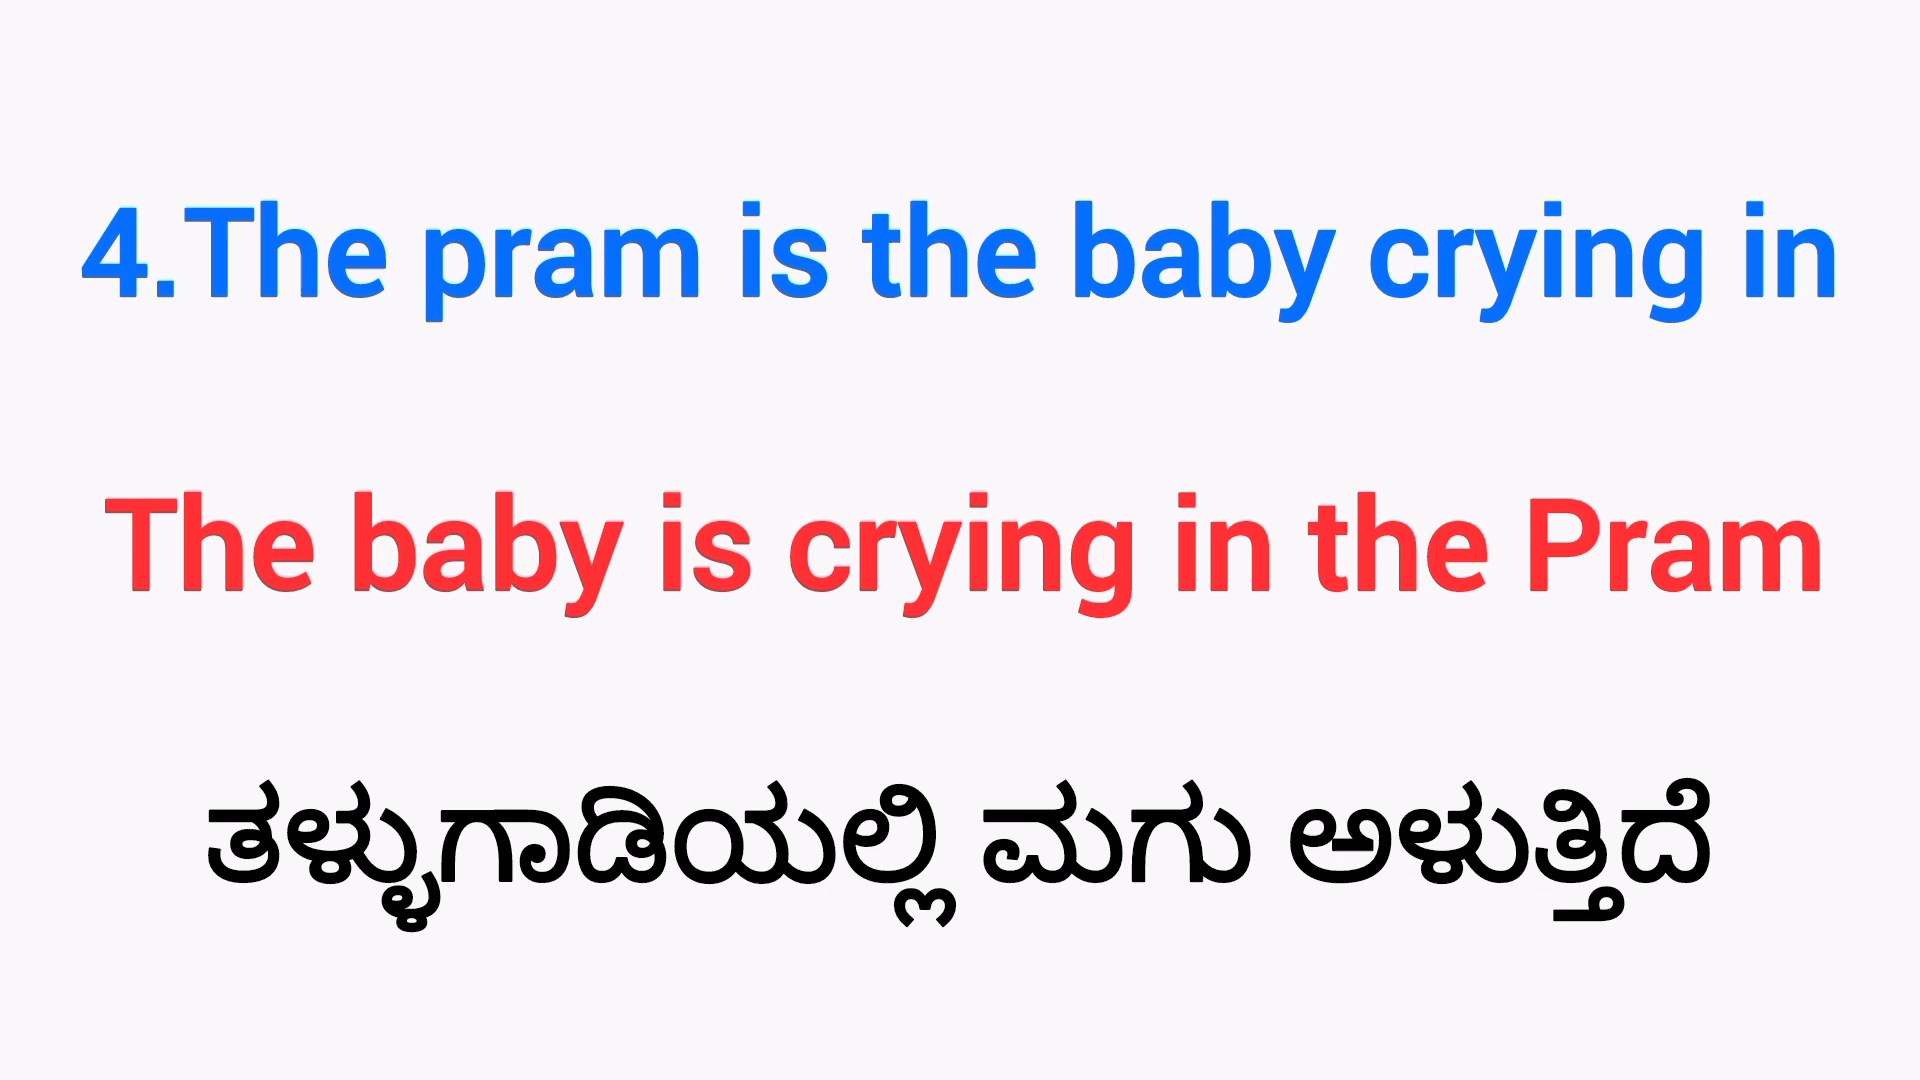 4.The pram is the baby crying in
The baby is crying in the Pram
ತಳ್ಳುಗಾಡಿಯಲ್ಲಿ ಮಗು ಅಳುತ್ತಿದೆ